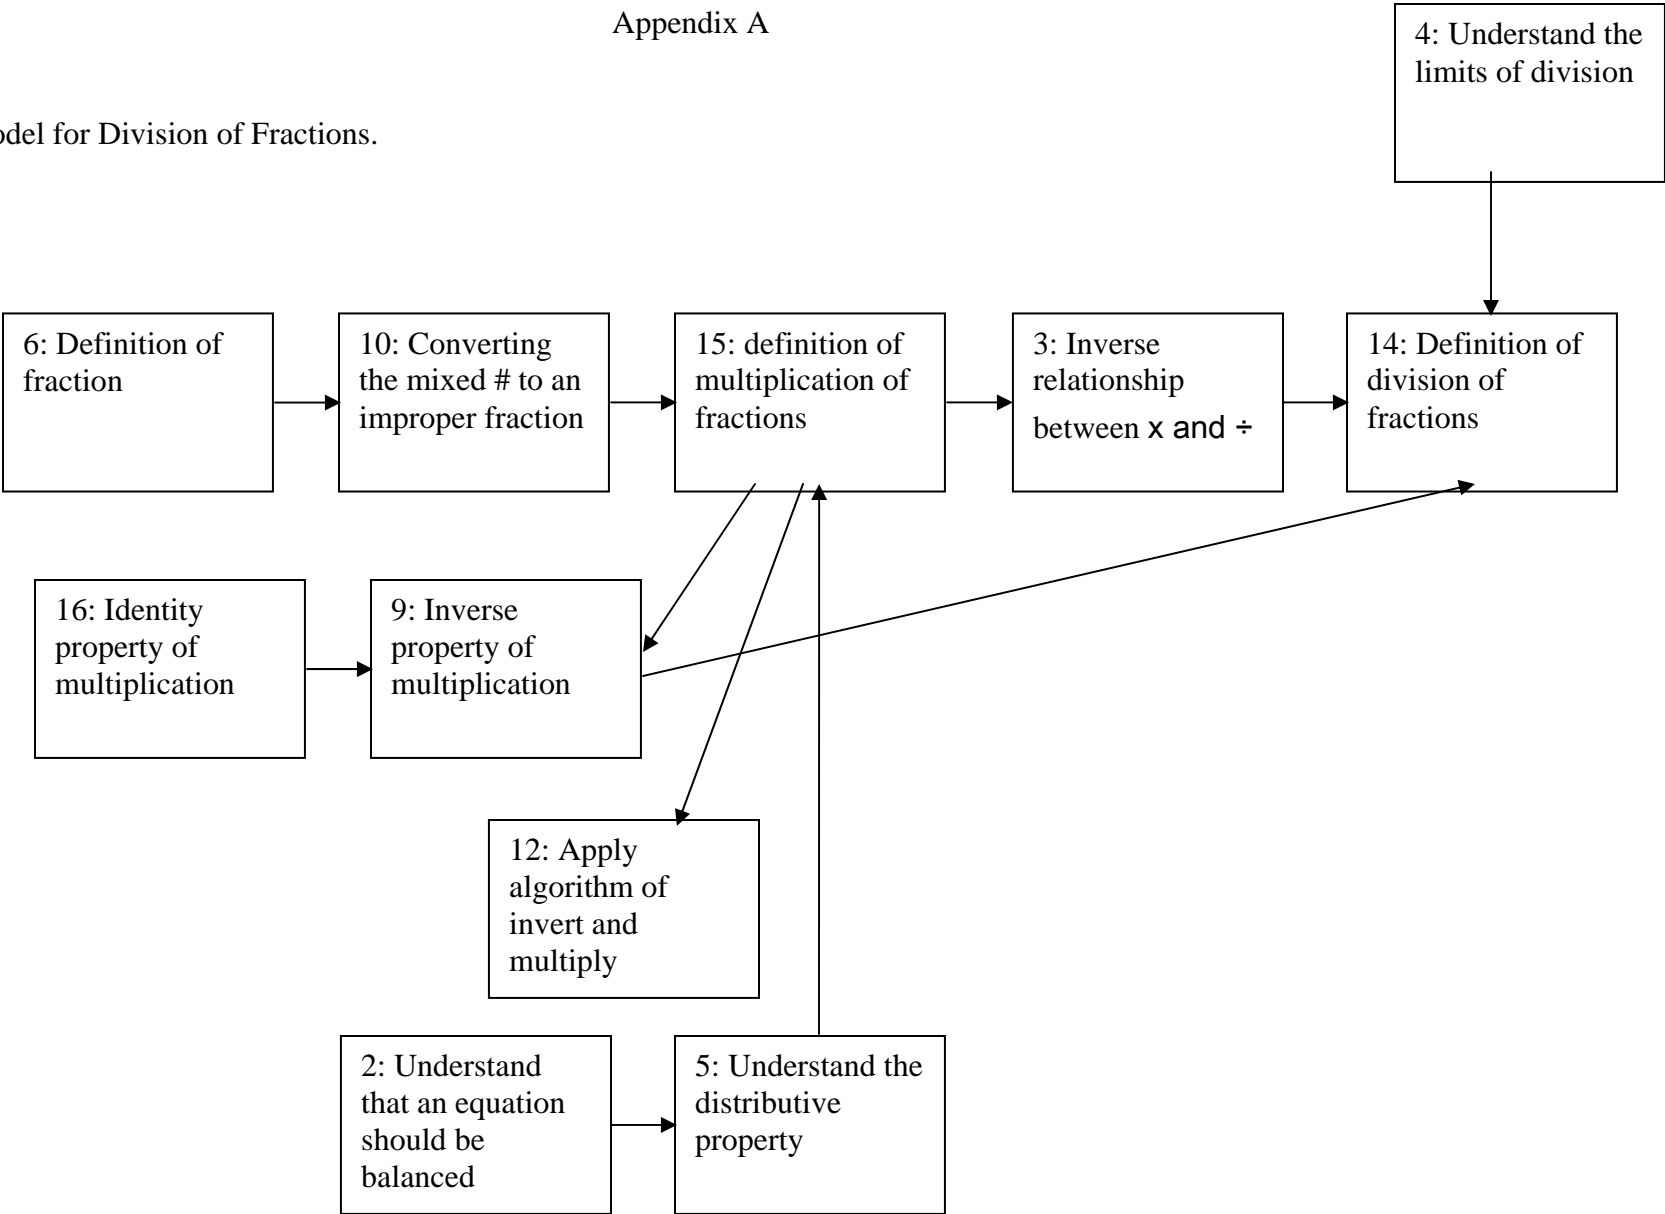 Appendix A
4: Understand the
limits of division
odel for Division of Fractions.
6: Definition of
fraction
10: Converting
the mixed # to an
improper fraction
15: definition of
multiplication of
fractions
3: Inverse
relationship
between x and ÷
14: Definition of
division of
fractions
16: Identity
property of
multiplication
9: Inverse
property of
multiplication
12: Apply
algorithm of
invert and
multiply
2: Understand
that an equation
should be
balanced
5: Understand the
distributive
property